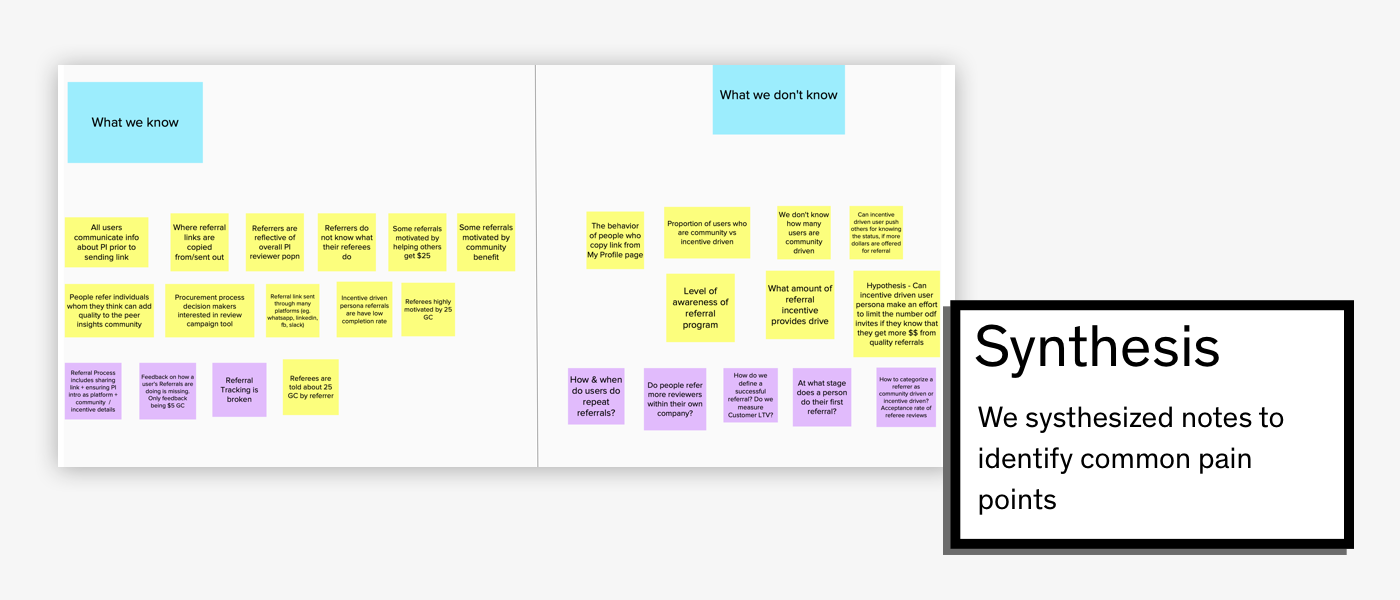 What we know
All users
communicate info
about PI prior to
sending link
Where referral
links are
copied
from/sent out
Referrers are
reflective of
overall PI
reviewer popn
Referrers do
not know what
their referees
do
Some referrals
motivated by
helping others
get $25
Some referrals
motivated by
community
benefit
People refer individuals
whom they think can add
quality to the peer
insights community
Procurement process
decision makers
interested in review
campaign tool
Referral link sent
through many
platforms (eg.
whatsapp, linkedin,
fb, slack)
Incentive driven
persona referrals
are have low
completion rate
Referees highly
motivated by 25
GC
Referral Process
includes sharing
link + ensuring PI
intro as platform +
community /
incentive details
Feedback on how a
user's Referrals are
doing is missing.
Only feedback
being $5 GC
Referral
Tracking is
broken
Referees are
told about 25
GC by referrer
What we don't know
The behavior
of people who
copy link from
My Profile page
Proportion of users who
are community vs
incentive driven
We don't know
how many
users are
community
driven
Can incentive
driven user push
others for knowing
the status, if more
dollars are offered
for referral
Level of
awareness of
referral
program
What amount of
referral
incentive
provides drive
Hypothesis - Can
incentive driven user
persona make an effort
to limit the number odf
invites if they know that
they get more $$ from
quality referrals
How & when
do users do
repeat
referrals?
Do people refer
more reviewers
within their own
company?
How do we
define a
successful
referral? Do we
measure
Customer LTV?
At what stage
does a person
do their first
referral?
How to categorize a
referrer as
community driven or
incentive driven?
Acceptance rate of
referee reviews
Synthesis
We systhesized notes to
identify common pain
points